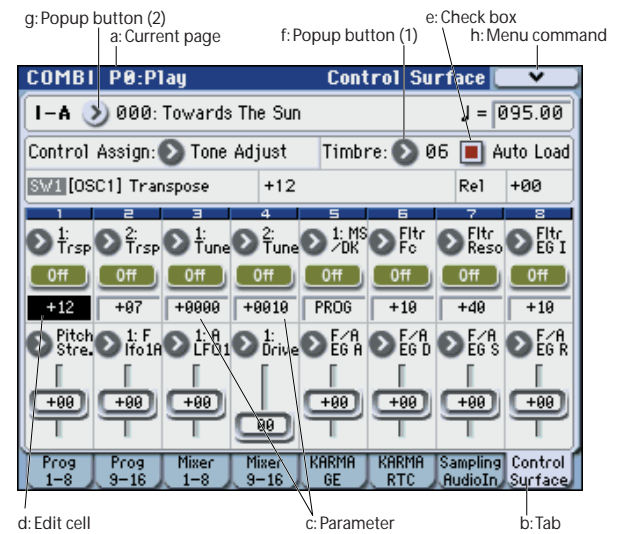 g: Popup button (2)
a: Current page
f: Popup button (1)
e: Check box
h: Menu command
COMBI P0:Play Control Surface
I-A 000: Towards The Sun ♩ = 095.00
Control Assign: Tone Adjust Timbre: 06 Auto Load
SW1 [OSC1] Transpose +12 Rel +00
1 2 3 4 5 6 7 8
1: Trsp 2: Trsp 1: Tune 2: Tune 1: MS/DK Fltr Fc Fltr Reso Fltr EG I
Off Off Off Off Off Off Off Off
+12 +07 +0000 +0010 PROG +10 +40 +10
Pitch Stre. 1: F lfo1A 1: A LFO1 1: Drive F/A EG A F/A EG D F/A EG S F/A EG R
+00 +00 +00 00 +00 +00 +00 +00
Prog 1-8 Prog 9-16 Mixer 1-8 Mixer 9-16 KARMA GE KARMA RTC Sampling AudioIn Control Surface
d: Edit cell
c: Parameter
b: Tab